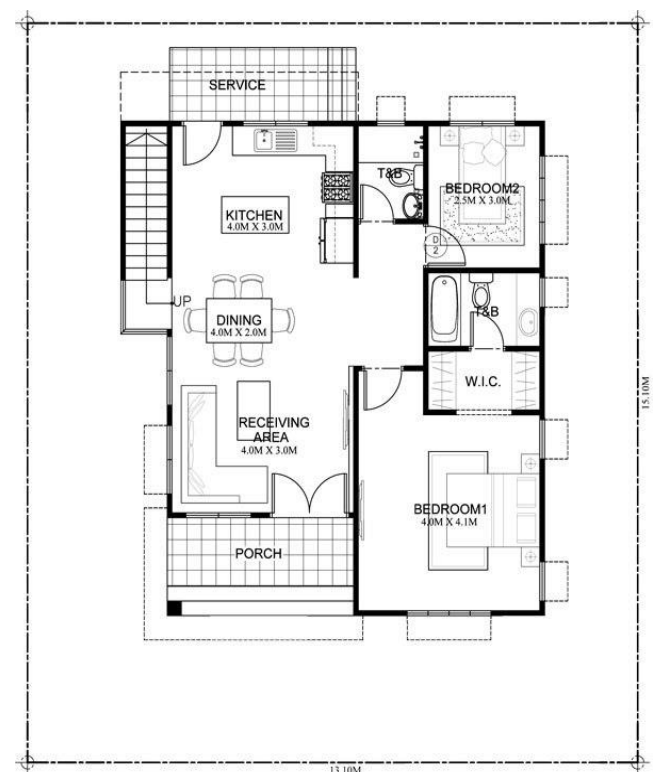 SERVICE
T&B
BEDROOM2
2.5M X 3.0M
KITCHEN
4.0M X 3.0M
D
2
UP
DINING
4.0M X 2.0M
T&B
W.I.C.
15.10M
RECEIVING
AREA
4.0M X 3.0M
BEDROOM1
4.0M X 4.1M
PORCH
13.10M